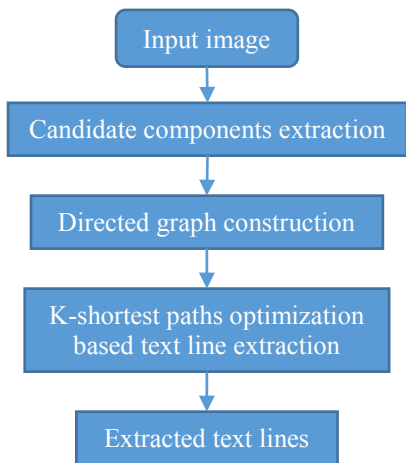 Input image
Candidate components extraction
Directed graph construction
K-shortest paths optimization
based text line extraction
Extracted text lines